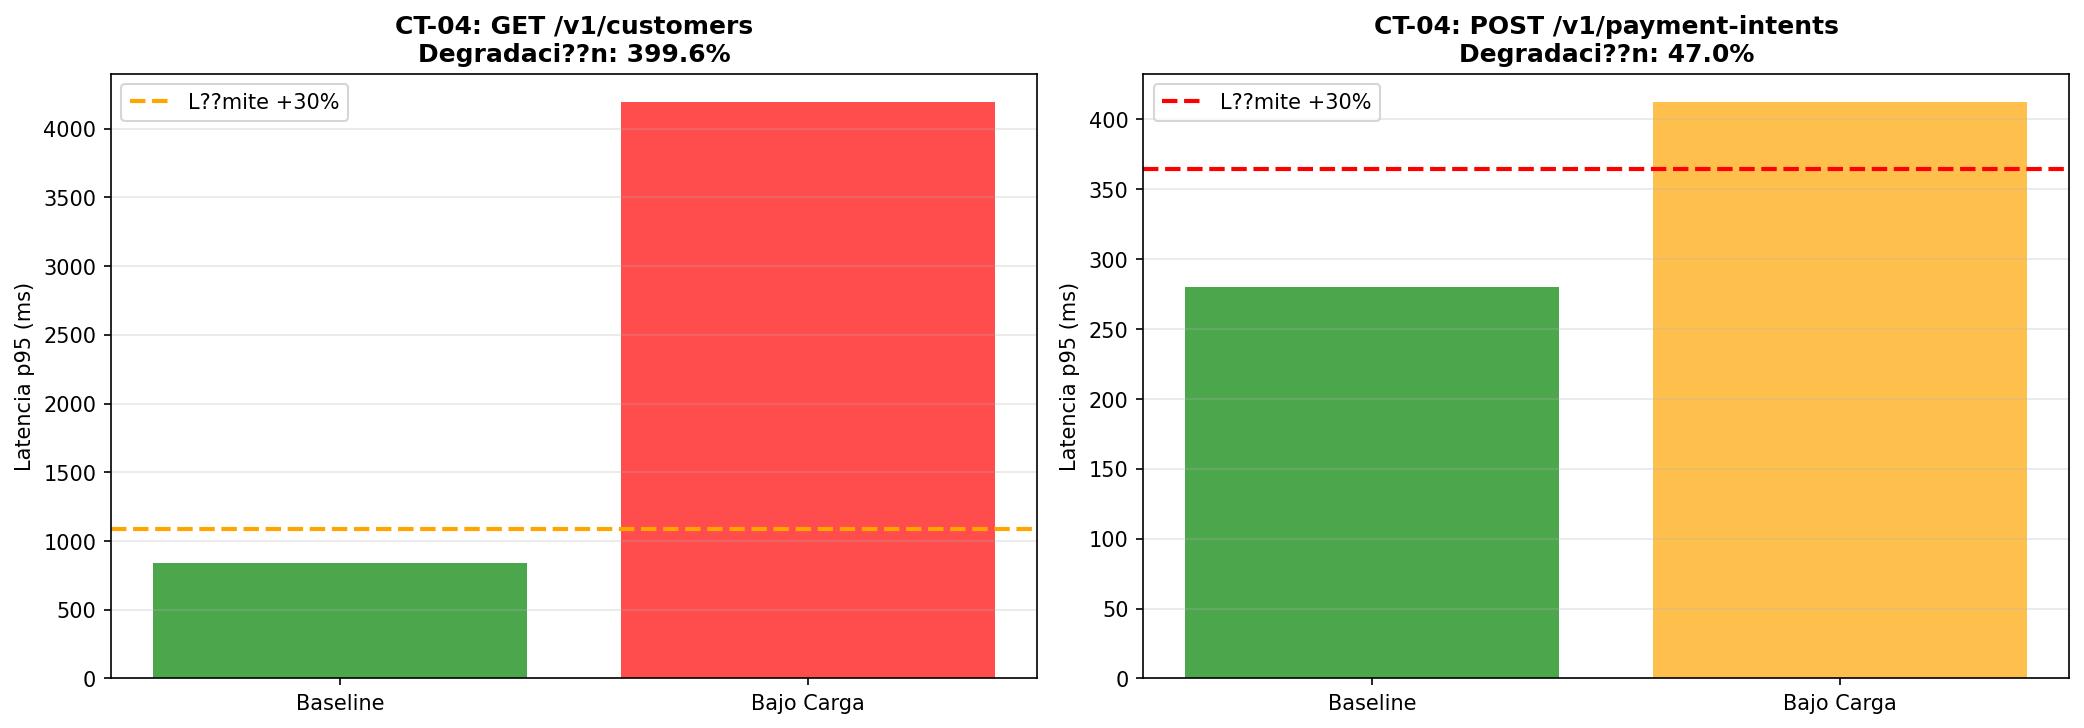 CT-04: GET /v1/customers
Degradaci??n: 399.6%
L??mite +30%
Latencia p95 (ms)
4000
3500
3000
2500
2000
1500
1000
500
0
Baseline
Bajo Carga
CT-04: POST /v1/payment-intents
Degradaci??n: 47.0%
L??mite +30%
Latencia p95 (ms)
400
350
300
250
200
150
100
50
0
Baseline
Bajo Carga